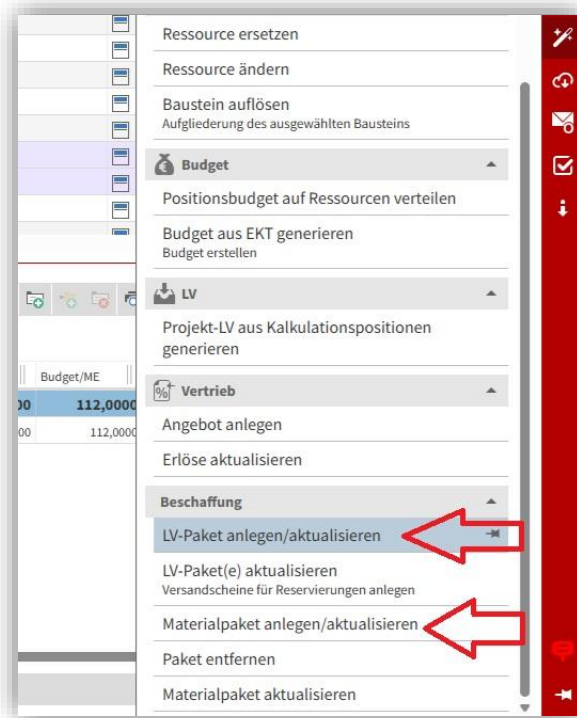 Ressource ersetzen
Ressource ändern
Baustein auflösen
Aufgliederung des ausgewählten Bausteins
Budget
Positionsbudget auf Ressourcen verteilen
Budget aus EKT generieren
Budget erstellen
LV
Projekt-LV aus Kalkulationspositionen
generieren
Budget/ME
Vertrieb
00 112,0000
Angebot anlegen
00 112,0000
Erlöse aktualisieren
Beschaffung
LV-Paket anlegen/aktualisieren
LV-Paket(e) aktualisieren
Versandscheine für Reservierungen anlegen
Materialpaket anlegen/aktualisieren
Paket entfernen
Materialpaket aktualisieren